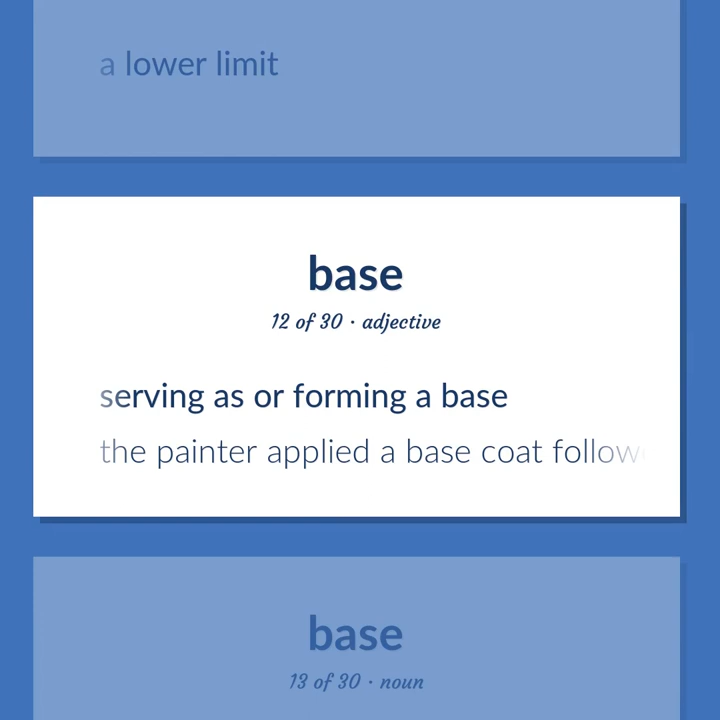 a lower limit
base
12 of 30 · adjective
serving as or forming a base
the painter applied a base coat follow
base
13 of 30 · noun